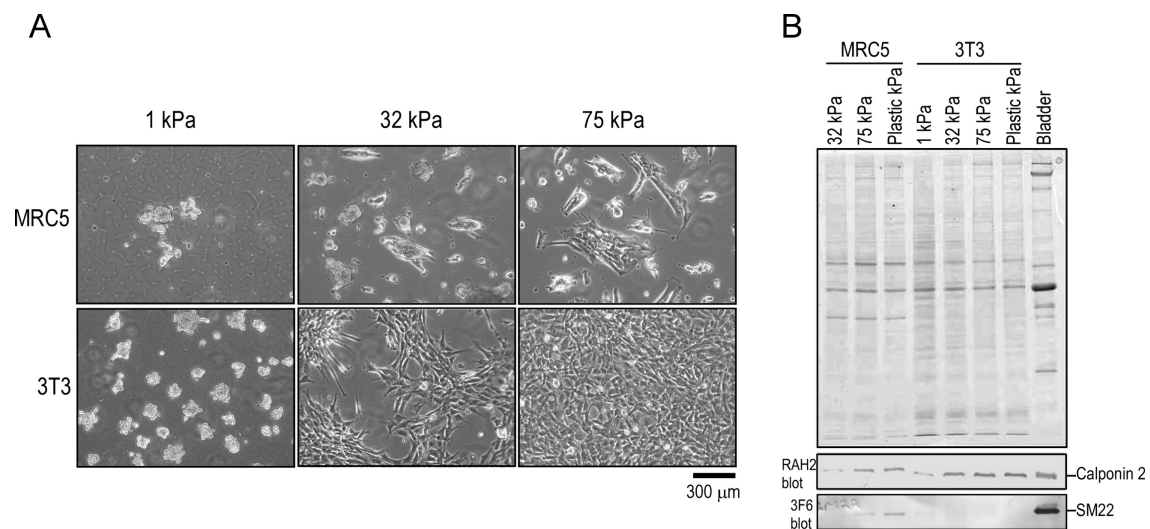 A
1 kPa 32 kPa 75 kPa
MRC5
3T3
300 μm
B
MRC5 3T3
32 kPa
75 kPa
Plastic kPa
1 kPa
32 kPa
75 kPa
Plastic kPa
Bladder
RAH2
blot
Calponin 2
3F6
blot
SM22